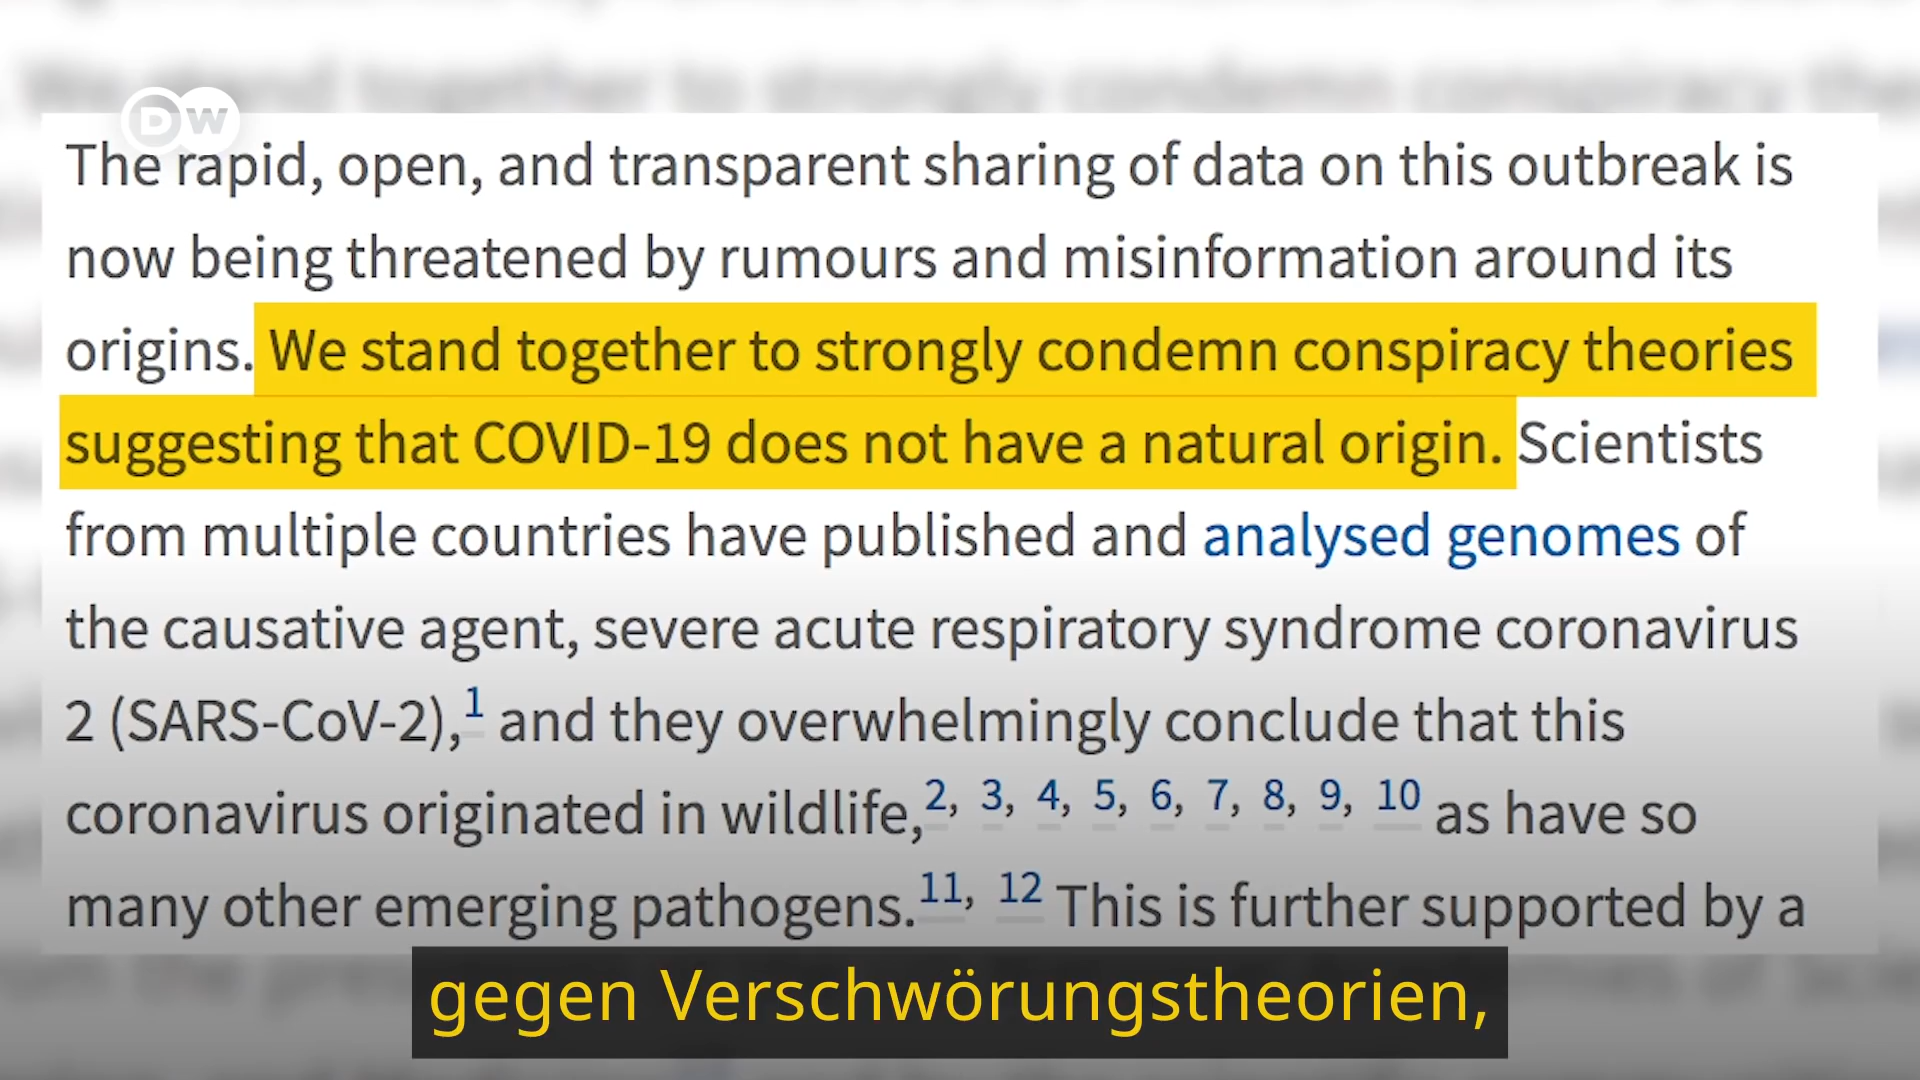 DW
The rapid, open, and transparent sharing of data on this outbreak is
now being threatened by rumours and misinformation around its
origins. We stand together to strongly condemn conspiracy theories
suggesting that COVID-19 does not have a natural origin. Scientists
from multiple countries have published and analysed genomes of
the causative agent, severe acute respiratory syndrome coronavirus
2 (SARS-CoV-2),1 and they overwhelmingly conclude that this
coronavirus originated in wildlife,2, 3, 4, 5, 6, 7, 8, 9, 10 as have so
many other emerging pathogens.11, 12 This is further supported by a
gegen Verschwörungstheorien,